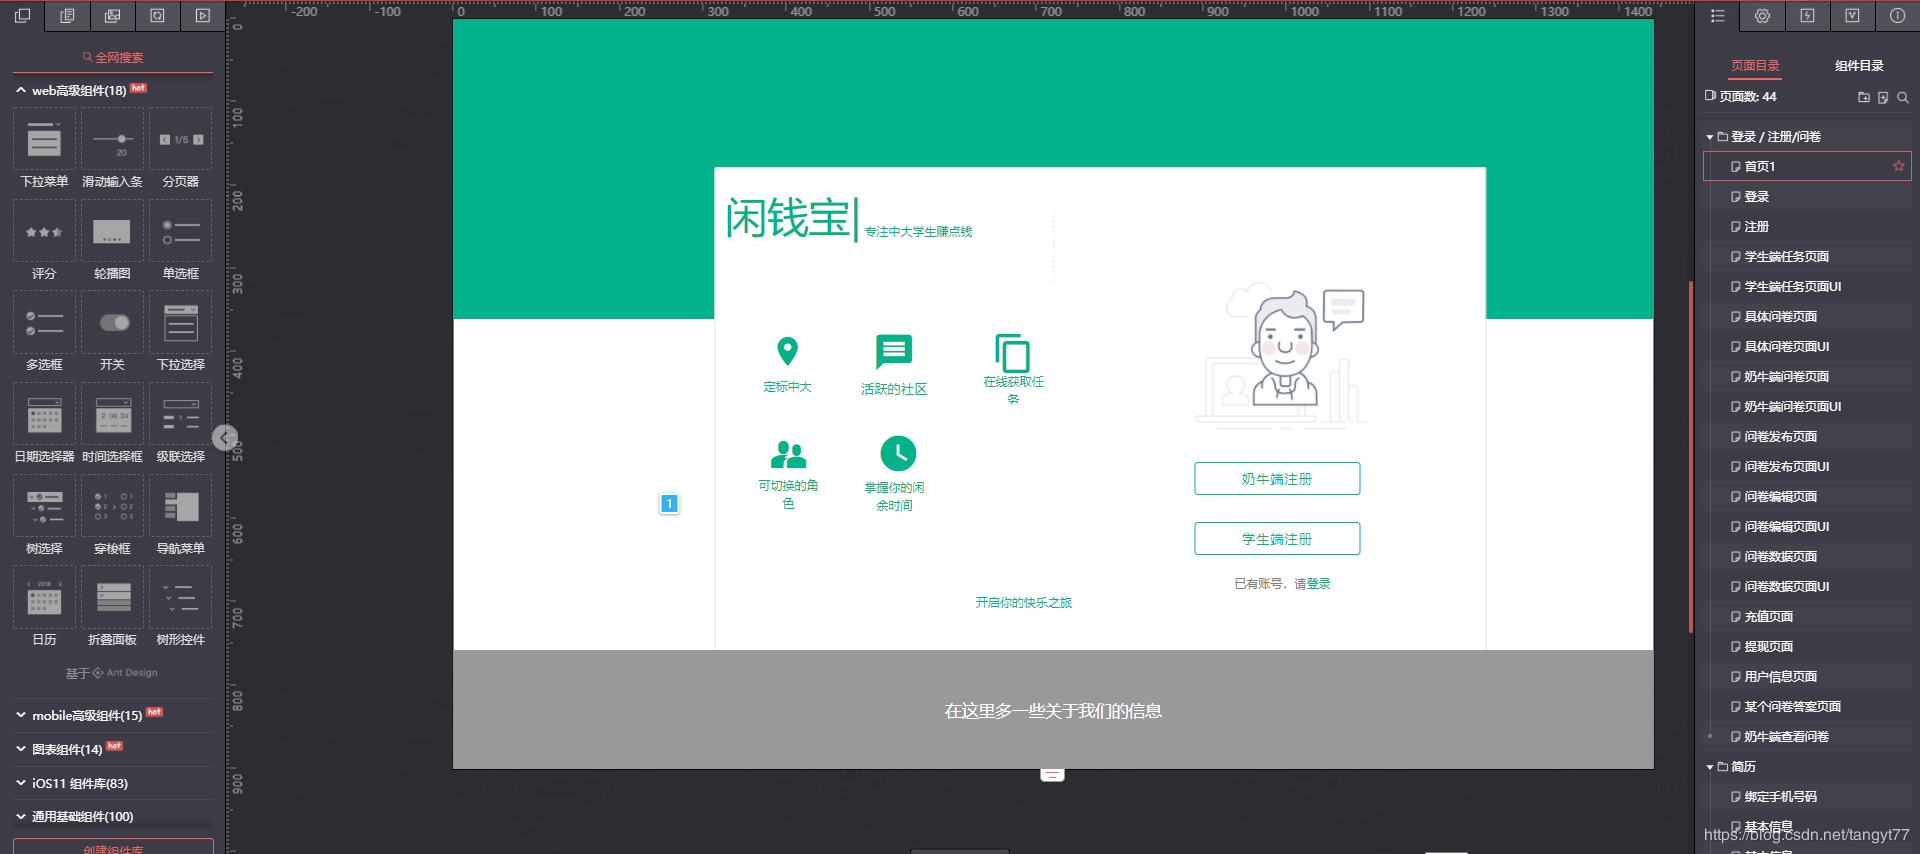 -200
-100
0
100
200
300
400
500
600
700
800
900
1000
1100
1200
1300
1400
0
100
200
300
400
500
600
700
800
900
全网搜索
web高级组件(18) hot
1/5
20
下拉菜单
滑动输入条
分页器
评分
轮播图
单选框
多选框
开关
下拉选择
2 06 34
日期选择器
时间选择框
级联选择
树选择
穿梭框
导航菜单
2018
日历
折叠面板
树形控件
基于 Ant Design
mobile高级组件(15) hot
图表组件(14) hot
iOS11 组件库(83)
通用基础组件(100)
创建组件库
闲钱宝
专注中大学生赚点钱
定标中大
活跃的社区
在线获取任
务
可切换的角
色
掌握你的闲
余时间
1
奶牛端注册
学生端注册
已有账号，请登录
开启你的快乐之旅
在这里多一些关于我们的信息
页面目录
组件目录
页面数: 44
登录 / 注册/问卷
首页1
登录
注册
学生端任务页面
学生端任务页面UI
具体问卷页面
具体问卷页面UI
奶牛端问卷页面
奶牛端问卷页面UI
问卷发布页面
问卷发布页面UI
问卷编辑页面
问卷编辑页面UI
问卷数据页面
问卷数据页面UI
充值页面
提现页面
用户信息页面
某个问卷答案页面
奶牛端查看问卷
简历
绑定手机号码
基本信息
https://blog.csdn.net/tangyt77